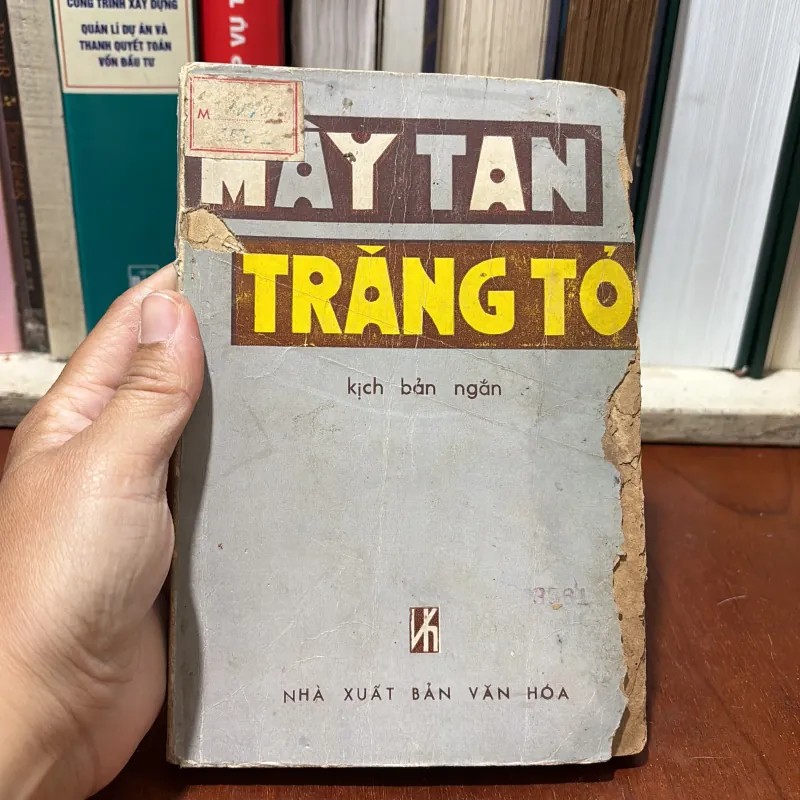 CÔNG TRÌNH XÂY DỰNG
QUẢN LÍ DỰ ÁN VÀ
THANH QUYẾT TOÁN
VỐN ĐẦU TƯ
VỤ
M
MÂY TAN
TRĂNG TỎ
kịch bản ngắn
NHÀ XUẤT BẢN VĂN HÓA